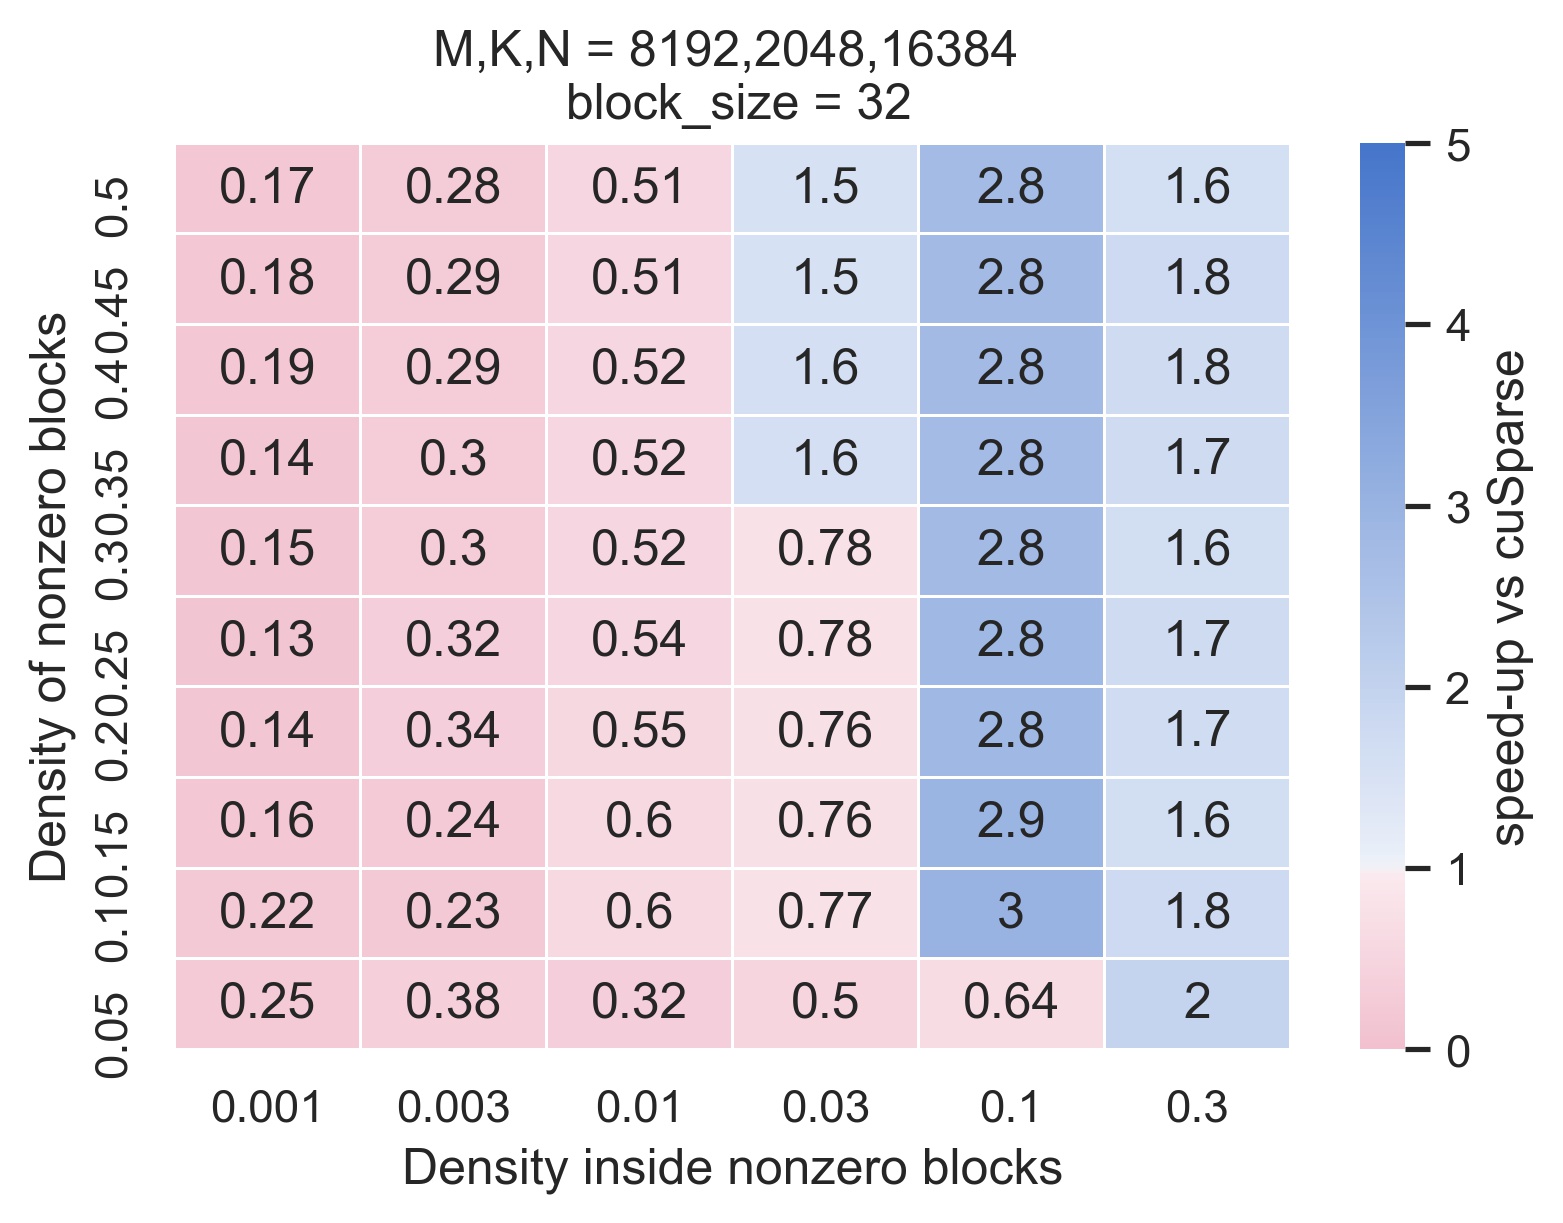 M,K,N = 8192,2048,16384
block_size = 32
Density of nonzero blocks
0.5 0.17 0.28 0.51 1.5 2.8 1.6
0.45 0.18 0.29 0.51 1.5 2.8 1.8
0.4 0.19 0.29 0.52 1.6 2.8 1.8
0.35 0.14 0.3 0.52 1.6 2.8 1.7
0.3 0.15 0.3 0.52 0.78 2.8 1.6
0.25 0.13 0.32 0.54 0.78 2.8 1.7
0.2 0.14 0.34 0.55 0.76 2.8 1.7
0.15 0.16 0.24 0.6 0.76 2.9 1.6
0.1 0.22 0.23 0.6 0.77 3 1.8
0.05 0.25 0.38 0.32 0.5 0.64 2
0.001 0.003 0.01 0.03 0.1 0.3
Density inside nonzero blocks
5
4
3
2
1
0
speed-up vs cuSparse